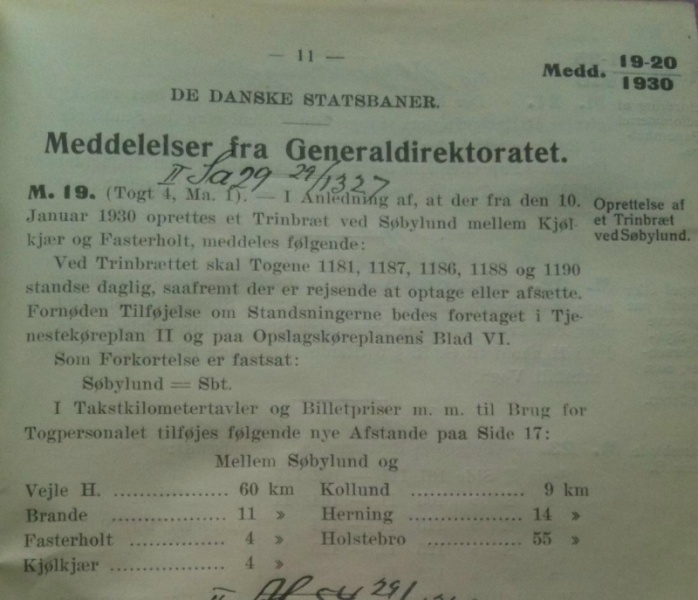 — 11 —
Medd. 19-20
1930
DE DANSKE STATSBANER.
Meddelelser fra Generaldirektoratet.
M. 19. (Togt 4, Ma. 1). — I Anledning af, at der fra den 10.
Januar 1930 oprettes et Trinbræt ved Søbylund mellem Kjøl-
kjær og Fasterholt, meddeles følgende:
Oprettelse af
et Trinbræt
ved Søbylund.
Ved Trinbrættet skal Togene 1181, 1187, 1186, 1188 og 1190
standse daglig, saafremt der er rejsende at optage eller afsætte.
Fornøden Tilføjelse om Standsningerne bedes foretaget i Tje-
nestekøreplan II og paa Opslagskøreplanens Blad VI.
Som Forkortelse er fastsat:
Søbylund = Sbt.
I Takstkilometertavler og Billetpriser m. m. til Brug for
Togpersonalet tilføjes følgende nye Afstande paa Side 17:
Mellem Søbylund og
Vejle H. .................. 60 km Kollund ................ 9 km
Brande .................. 11 » Herning ................ 14 »
Fasterholt ............... 4 » Holstebro ............... 55 »
Kjølkjær .................. 4 »